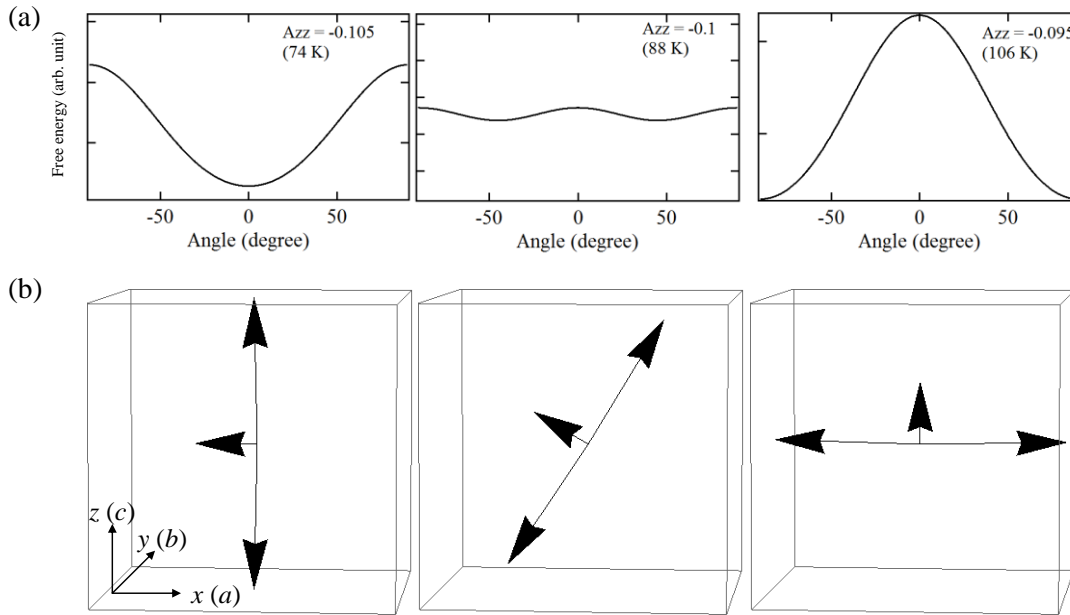 (a)
Free energy (arb. unit)
Azz = -0.105
(74 K)
-50 0 50
Angle (degree)
Azz = -0.1
(88 K)
-50 0 50
Angle (degree)
Azz = -0.095
(106 K)
-50 0 50
Angle (degree)
(b)
z (c)
y (b)
x (a)